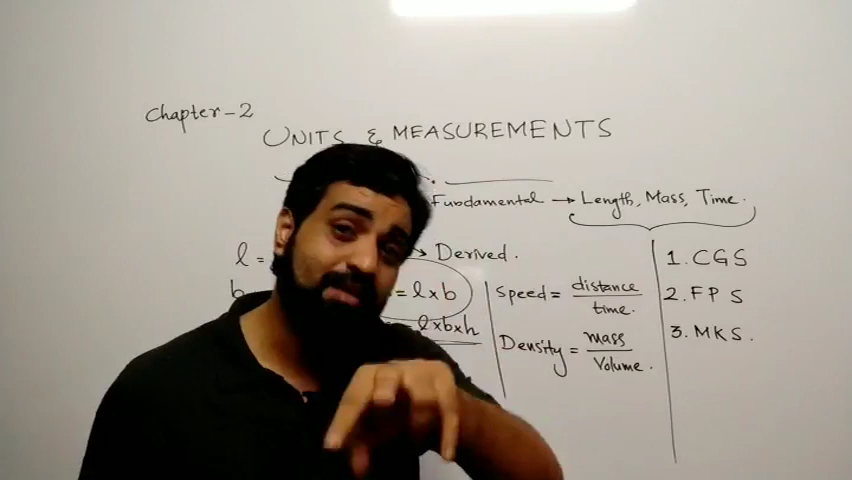 Chapter-2
UNITS & MEASUREMENTS
Fundamental → Length, Mass, Time.
→ Derived.
l =
b
= l×b
= l×b×h
Speed = distance
time.
Density = mass
Volume.
1. CGS
2. FPS
3. MKS.